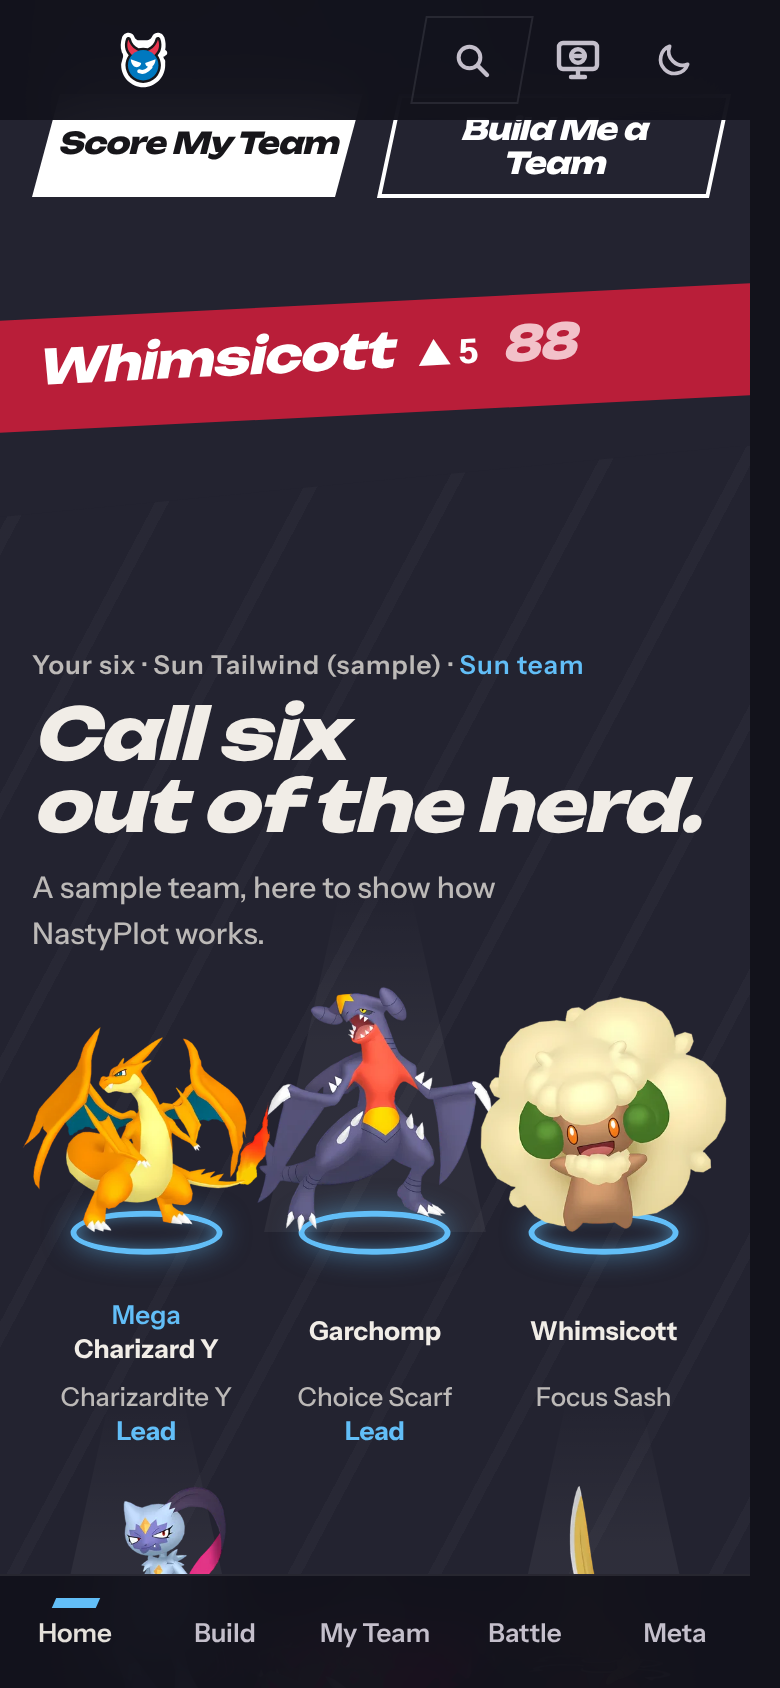 Score My Team
Build Me a
Team
Whimsicott ▲ 5 88
Your six · Sun Tailwind (sample) · Sun team
Call six
out of the herd.
A sample team, here to show how
NastyPlot works.
Mega
Charizard Y
Garchomp
Whimsicott
Charizardite Y
Choice Scarf
Focus Sash
Lead
Lead
Home
Build
My Team
Battle
Meta